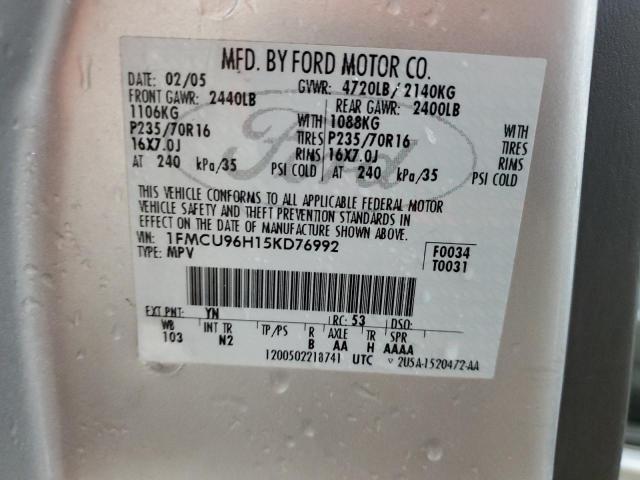 MFD. BY FORD MOTOR CO.
DATE: 02/05 GVWR: 4720LB/ 2140KG
FRONT GAWR: 2440LB REAR GAWR: 2400LB
1106KG WITH 1088KG WITH
P235/70R16 TIRES P235/70R16 TIRES
16X7.0J RIMS 16X7.0J RIMS
AT 240 kPa/35 PSI COLD AT 240 kPa/35 PSI COLD
Ford
THIS VEHICLE CONFORMS TO ALL APPLICABLE FEDERAL MOTOR
VEHICLE SAFETY AND THEFT PREVENTION STANDARDS IN
EFFECT ON THE DATE OF MANUFACTURE SHOWN ABOVE.
VIN: 1FMCU96H15KD76992 F0034
TYPE: MPV T0031
EXT PNT: YN RC: 53 DSO:
WB INT TR TP/PS R AXLE TR SPR
103 N2 B AA H AAAA
1200502218741 UTC ▽ 2U5A-1520472-AA